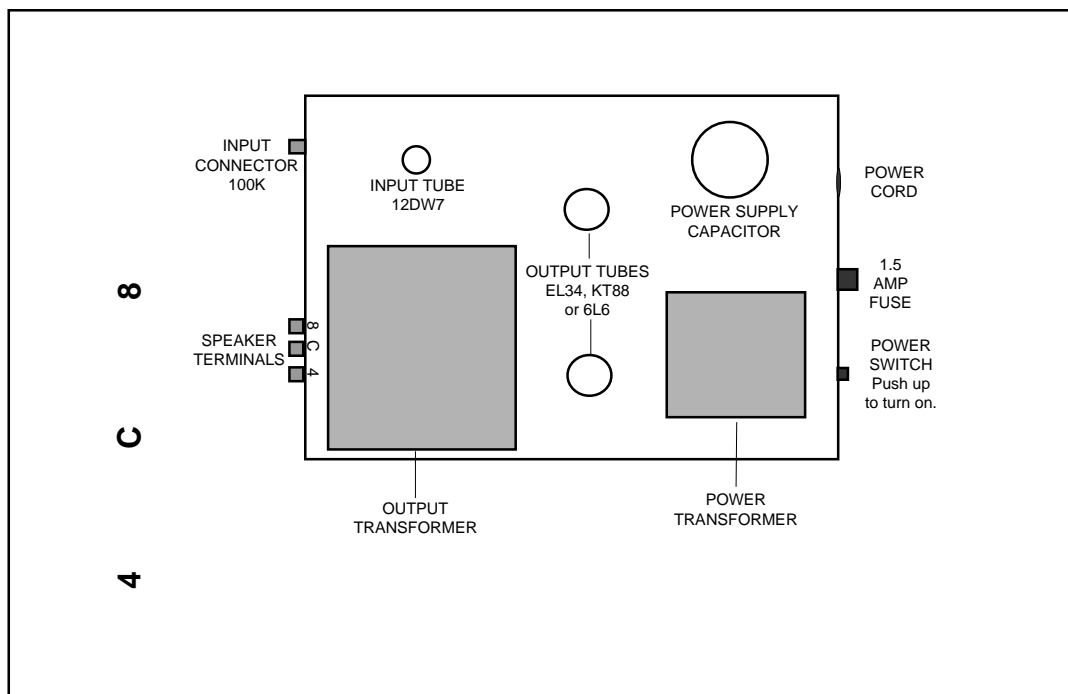 INPUT
CONNECTOR
100K
INPUT TUBE
12DW7
POWER SUPPLY
CAPACITOR
POWER
CORD
OUTPUT TUBES
EL34, KT88
or 6L6
1.5
AMP
FUSE
8
SPEAKER
TERMINALS
8
C
4
POWER
SWITCH
Push up
to turn on.
C
OUTPUT
TRANSFORMER
POWER
TRANSFORMER
4